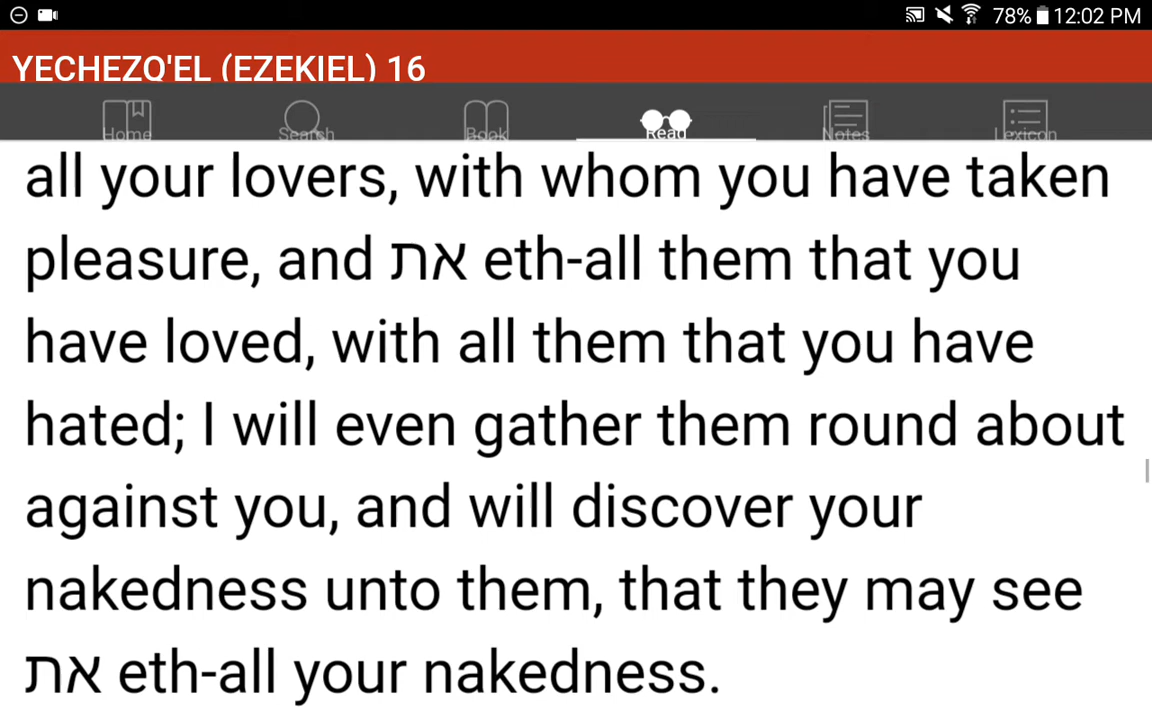 78% 12:02 PM
YECHEZQ'EL (EZEKIEL) 16
Home Search Book Read Notes Lexicon
all your lovers, with whom you have taken
pleasure, and את eth-all them that you
have loved, with all them that you have
hated; I will even gather them round about
against you, and will discover your
nakedness unto them, that they may see
את eth-all your nakedness.